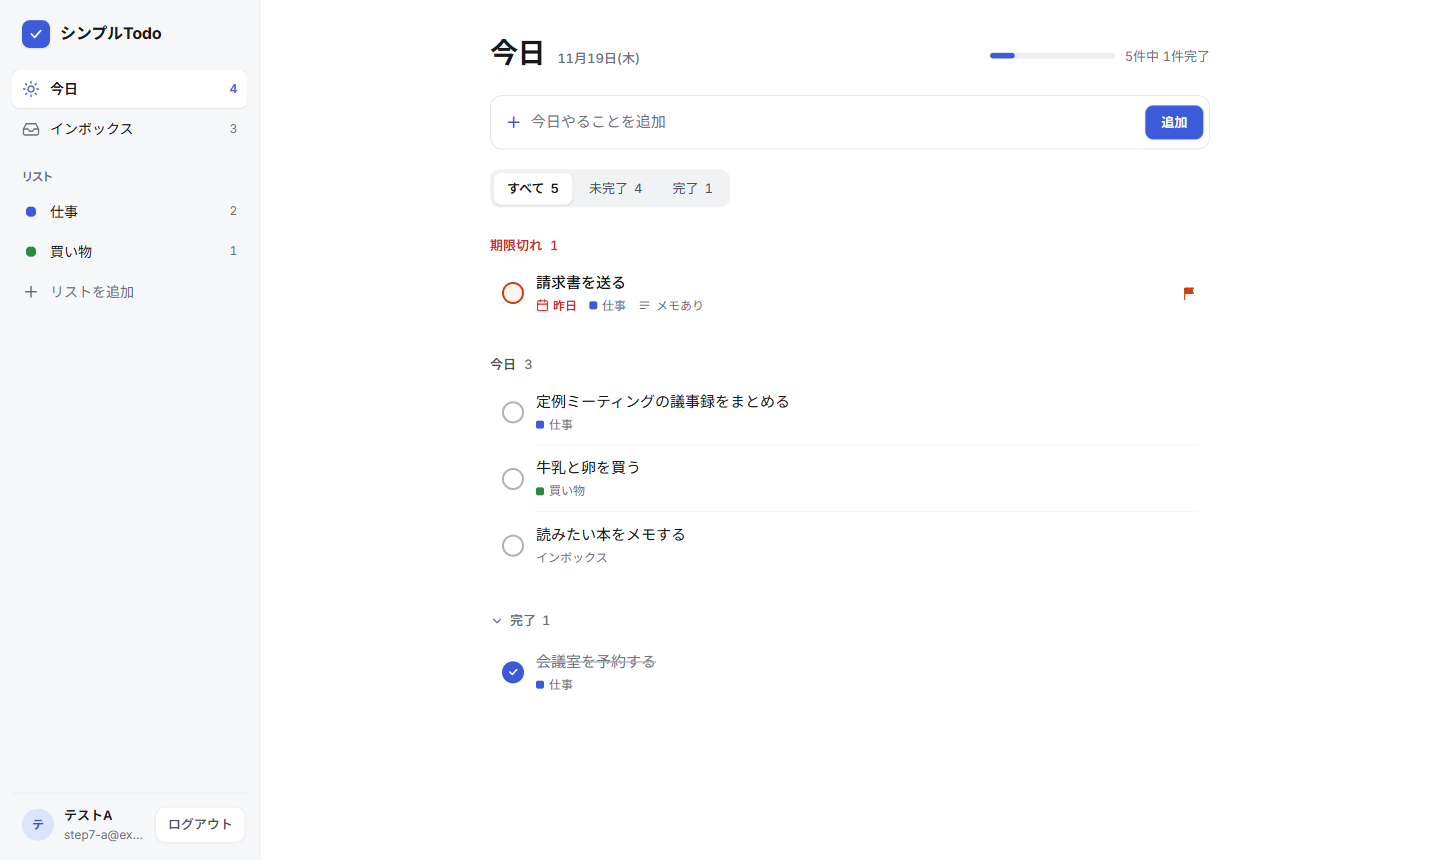 シンプルTodo
今日 4
インボックス 3
リスト
仕事 2
買い物 1
リストを追加
テ
テストA
step7-a@ex...
ログアウト
今日 11月19日(木)
5件中 1件完了
今日やることを追加
追加
すべて 5 未完了 4 完了 1
期限切れ 1
請求書を送る
昨日 仕事 メモあり
今日 3
定例ミーティングの議事録をまとめる
仕事
牛乳と卵を買う
買い物
読みたい本をメモする
インボックス
完了 1
会議室を予約する
仕事